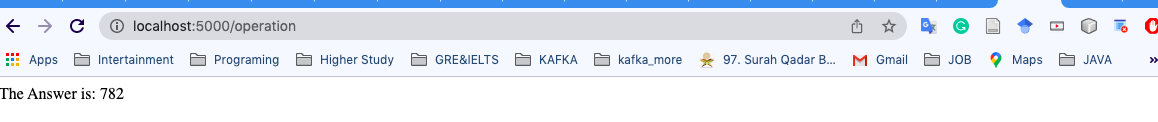 localhost:5000/operation
Apps Intertainment Programing Higher Study GRE&IELTS KAFKA kafka_more 97. Surah Qadar B... Gmail JOB Maps JAVA »
The Answer is: 782